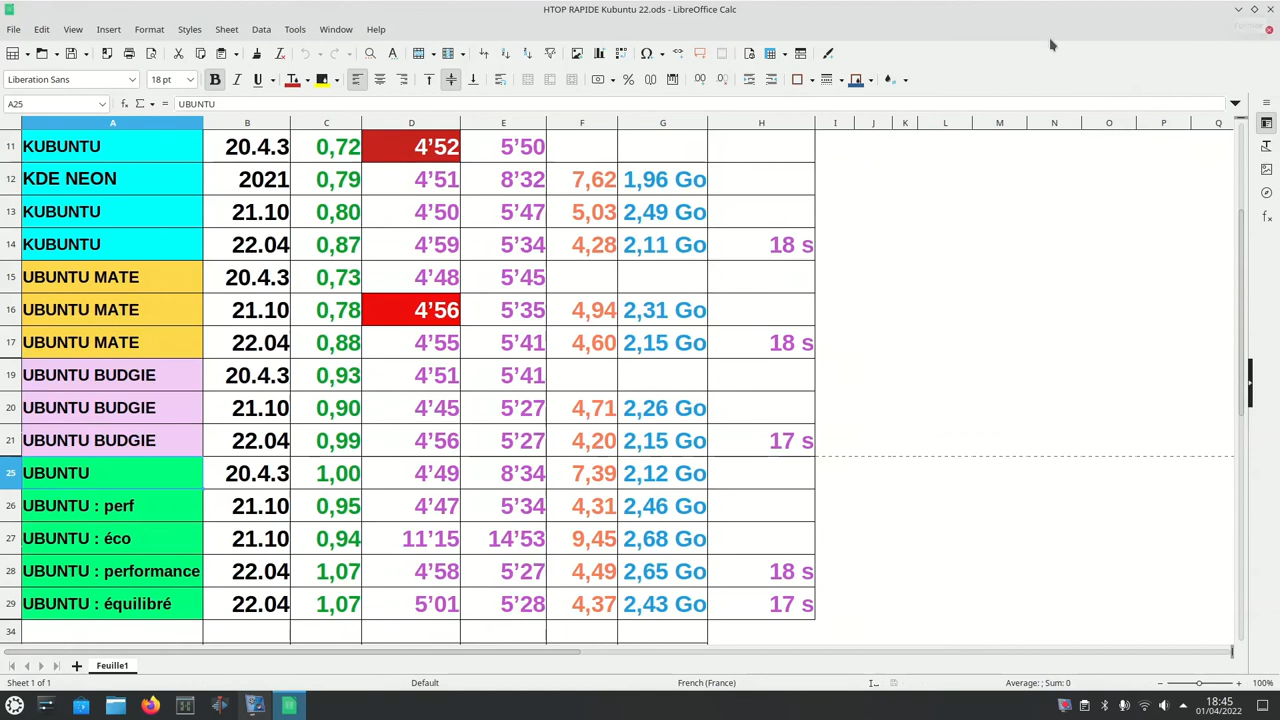 HTOP RAPIDE Kubuntu 22.ods - LibreOffice Calc
File Edit View Insert Format Styles Sheet Data Tools Window Help
Liberation Sans 18 pt
A25 UBUNTU
A B C D E F G H I J K L M N O P Q
11 KUBUNTU 20.4.3 0,72 4’52 5’50
12 KDE NEON 2021 0,79 4’51 8’32 7,62 1,96 Go
13 KUBUNTU 21.10 0,80 4’50 5’47 5,03 2,49 Go
14 KUBUNTU 22.04 0,87 4’59 5’34 4,28 2,11 Go 18 s
15 UBUNTU MATE 20.4.3 0,73 4’48 5’45
16 UBUNTU MATE 21.10 0,78 4’56 5’35 4,94 2,31 Go
17 UBUNTU MATE 22.04 0,88 4’55 5’41 4,60 2,15 Go 18 s
19 UBUNTU BUDGIE 20.4.3 0,93 4’51 5’41
20 UBUNTU BUDGIE 21.10 0,90 4’45 5’27 4,71 2,26 Go
21 UBUNTU BUDGIE 22.04 0,99 4’56 5’27 4,20 2,15 Go 17 s
25 UBUNTU 20.4.3 1,00 4’49 8’34 7,39 2,12 Go
26 UBUNTU : perf 21.10 0,95 4’47 5’34 4,31 2,46 Go
27 UBUNTU : éco 21.10 0,94 11’15 14’53 9,45 2,68 Go
28 UBUNTU : performance 22.04 1,07 4’58 5’27 4,49 2,65 Go 18 s
29 UBUNTU : équilibré 22.04 1,07 5’01 5’28 4,37 2,43 Go 17 s
34
Feuille1
Sheet 1 of 1 Default French (France) Average: ; Sum: 0 100%
18:45
01/04/2022